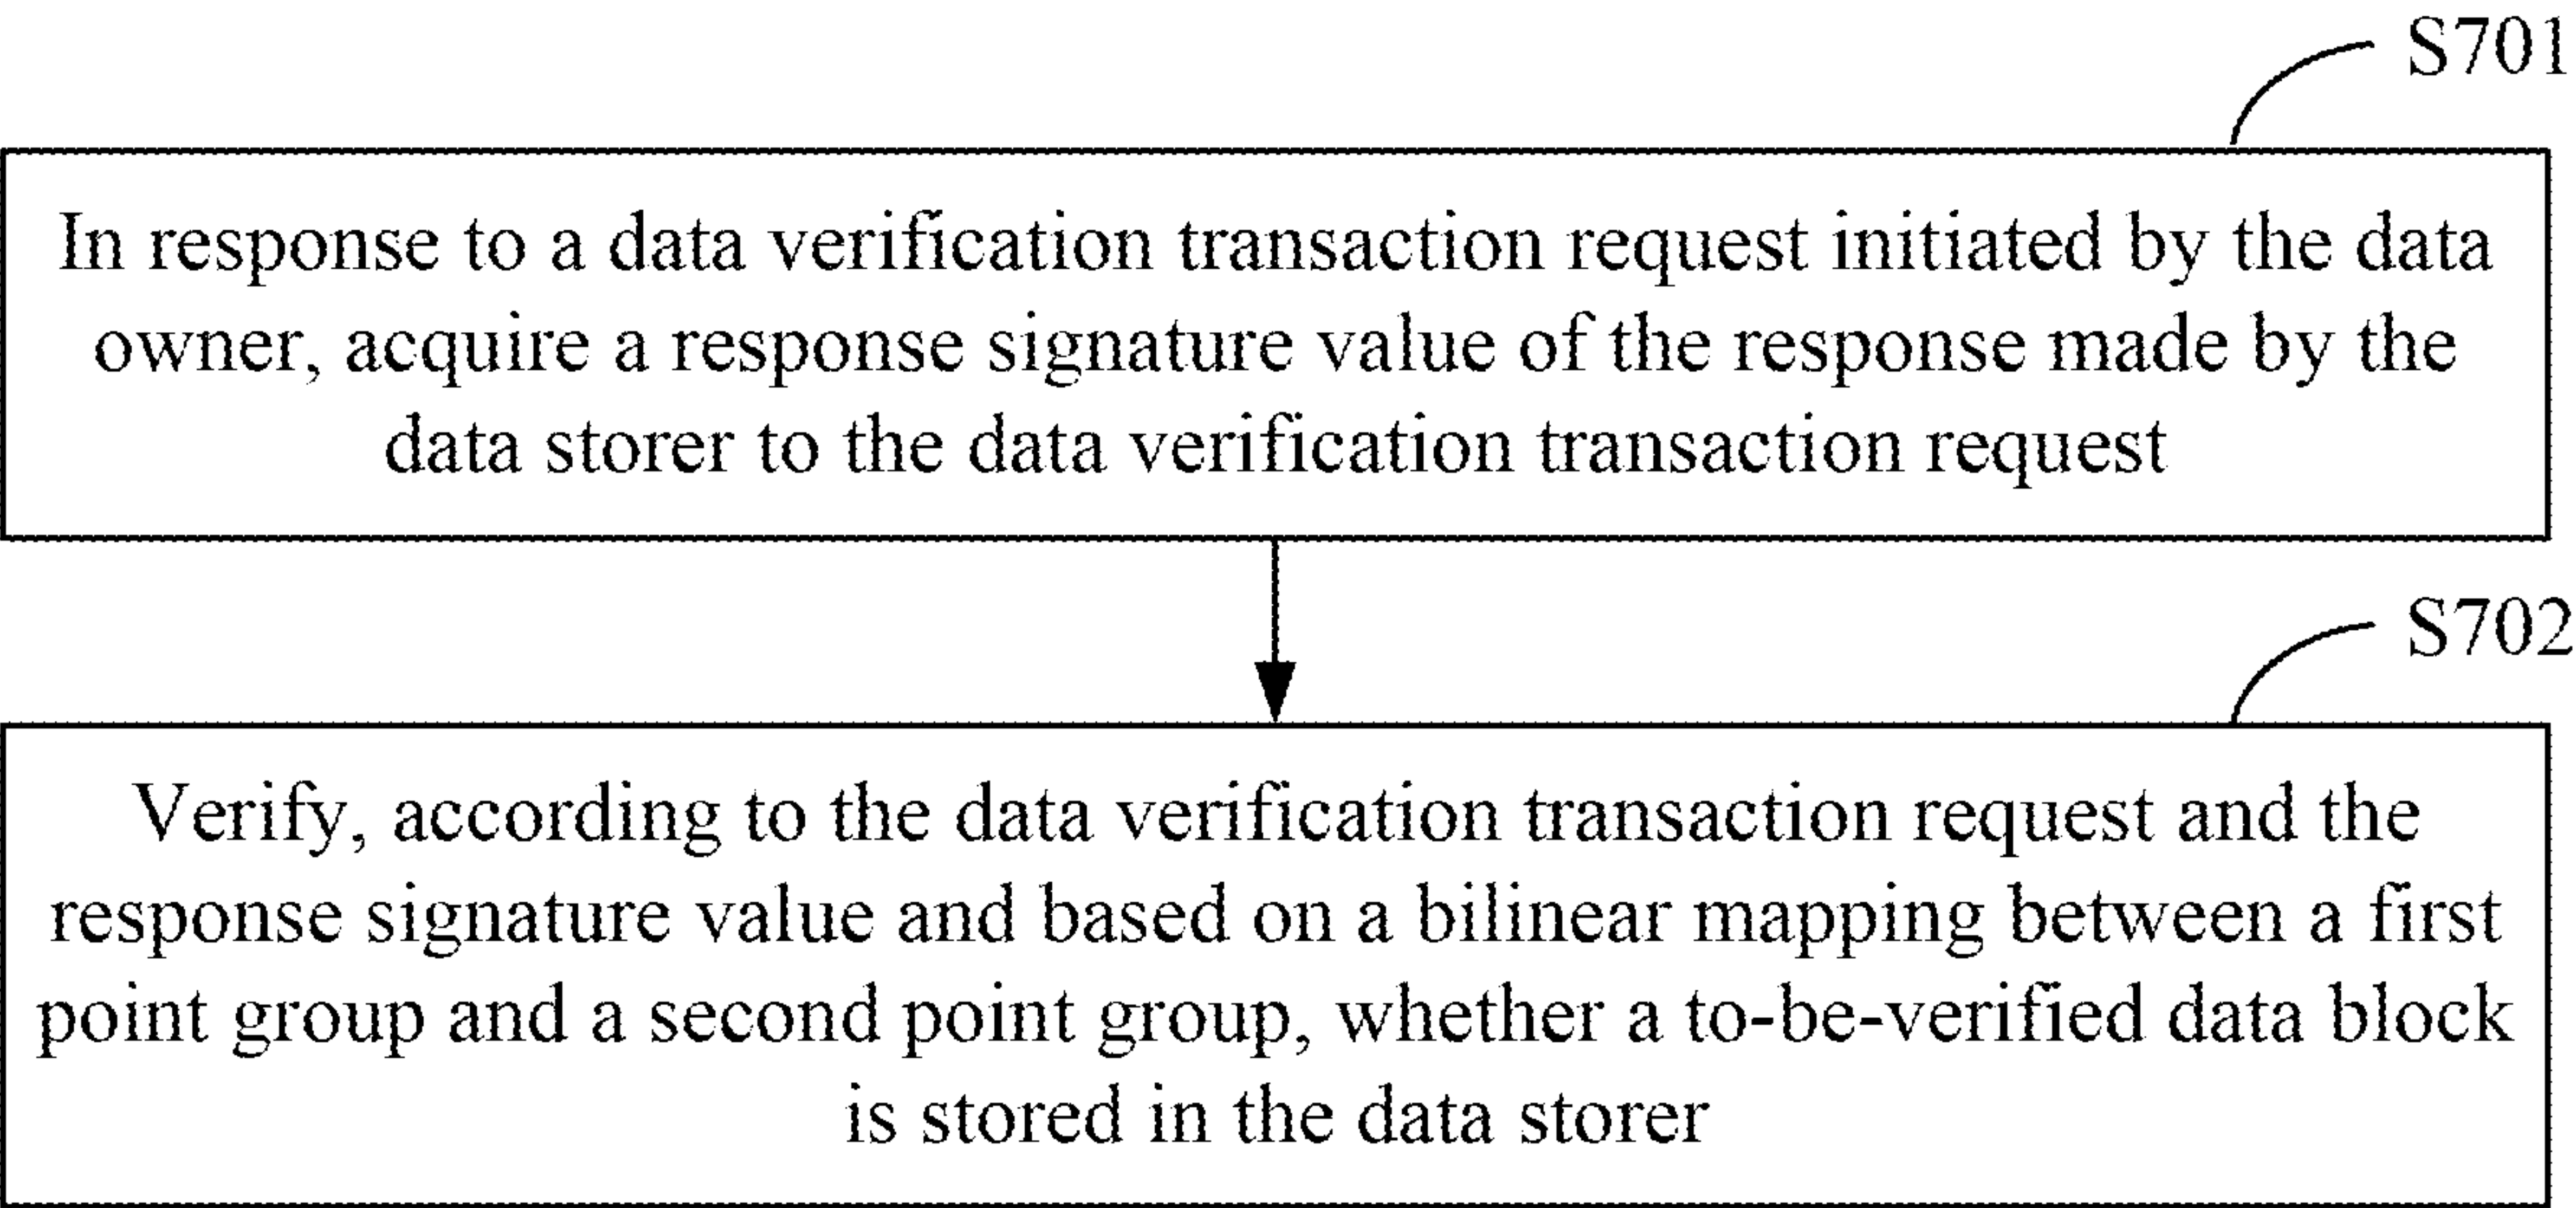 S701
In response to a data verification transaction request initiated by the data
owner, acquire a response signature value of the response made by the
data storer to the data verification transaction request
S702
Verify, according to the data verification transaction request and the
response signature value and based on a bilinear mapping between a first
point group and a second point group, whether a to-be-verified data block
is stored in the data storer